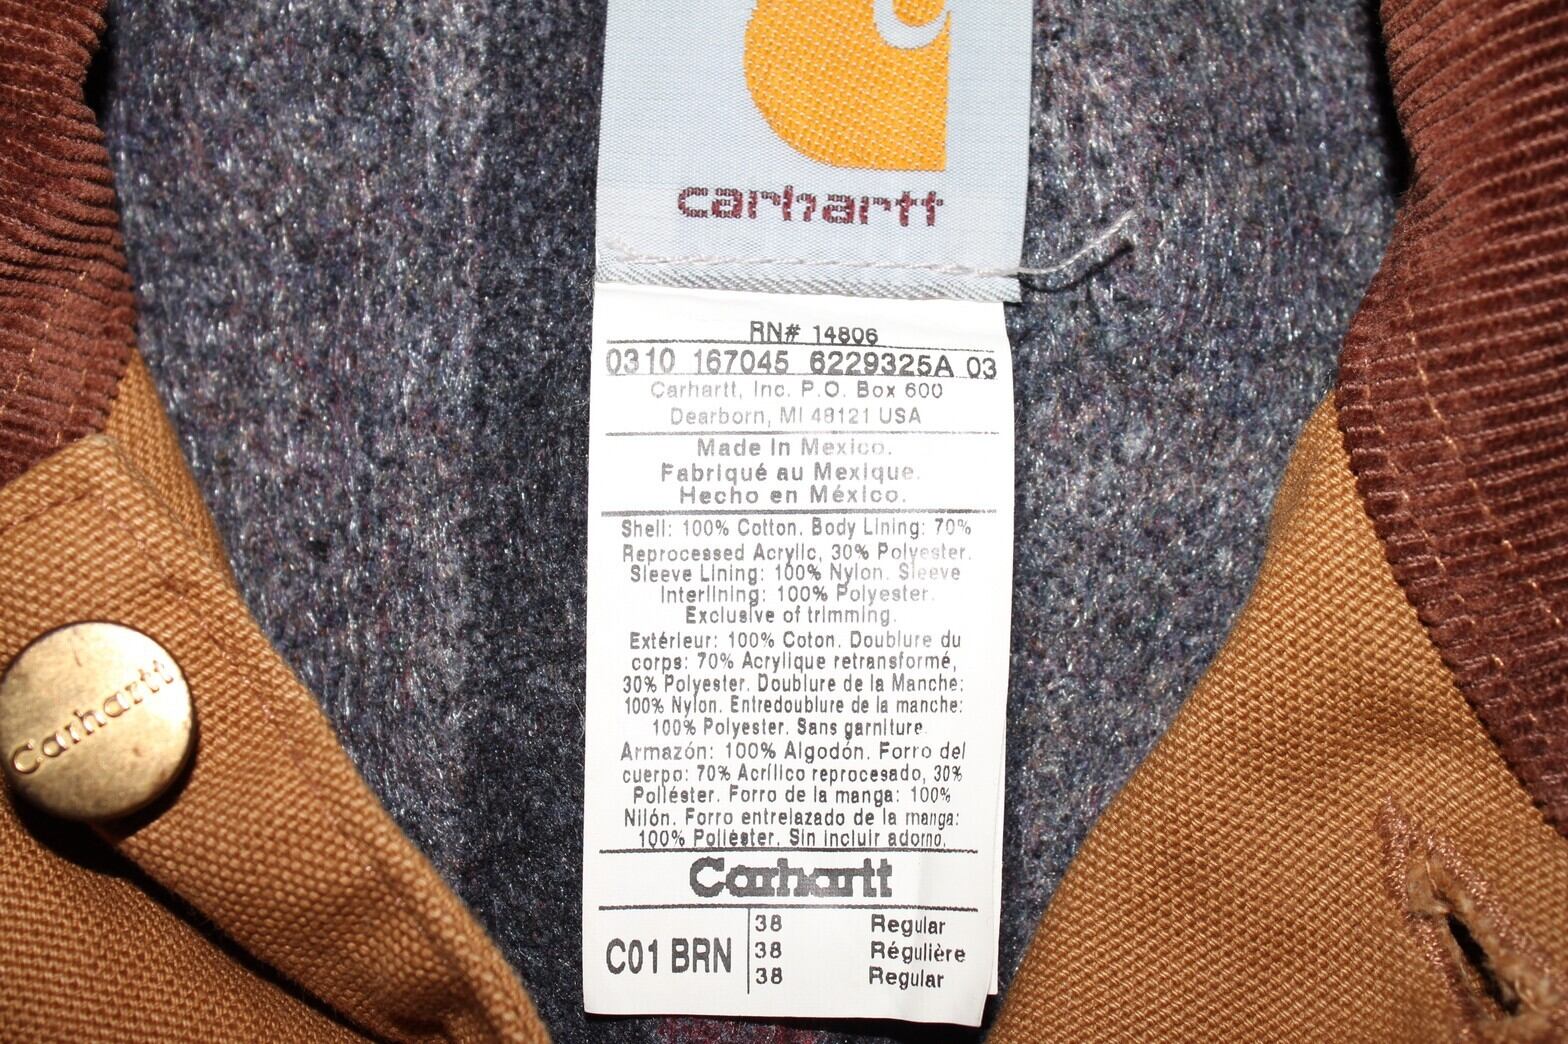 carhartt
RN# 14806
0310 167045 6229325A 03
Carhartt, Inc. P.O. Box 600
Dearborn, MI 48121 USA
Made In Mexico.
Fabriqué au Mexique.
Hecho en México.
Shell: 100% Cotton. Body Lining: 70%
Reprocessed Acrylic, 30% Polyester.
Sleeve Lining: 100% Nylon. Sleeve
Interlining: 100% Polyester.
Exclusive of trimming.
Extérieur: 100% Coton. Doublure du
corps: 70% Acrylique retransformé,
30% Polyester. Doublure de la Manche:
100% Nylon. Entredoublure de la manche:
100% Polyester. Sans garniture.
Armazón: 100% Algodón. Forro del
cuerpo: 70% Acrílico reprocesado, 30%
Poliéster. Forro de la manga: 100%
Nilón. Forro entrelazado de la manga:
100% Poliéster. Sin incluir adorno.
Carhartt
C01 BRN
38 Regular
38 Régulière
38 Regular
Carhartt